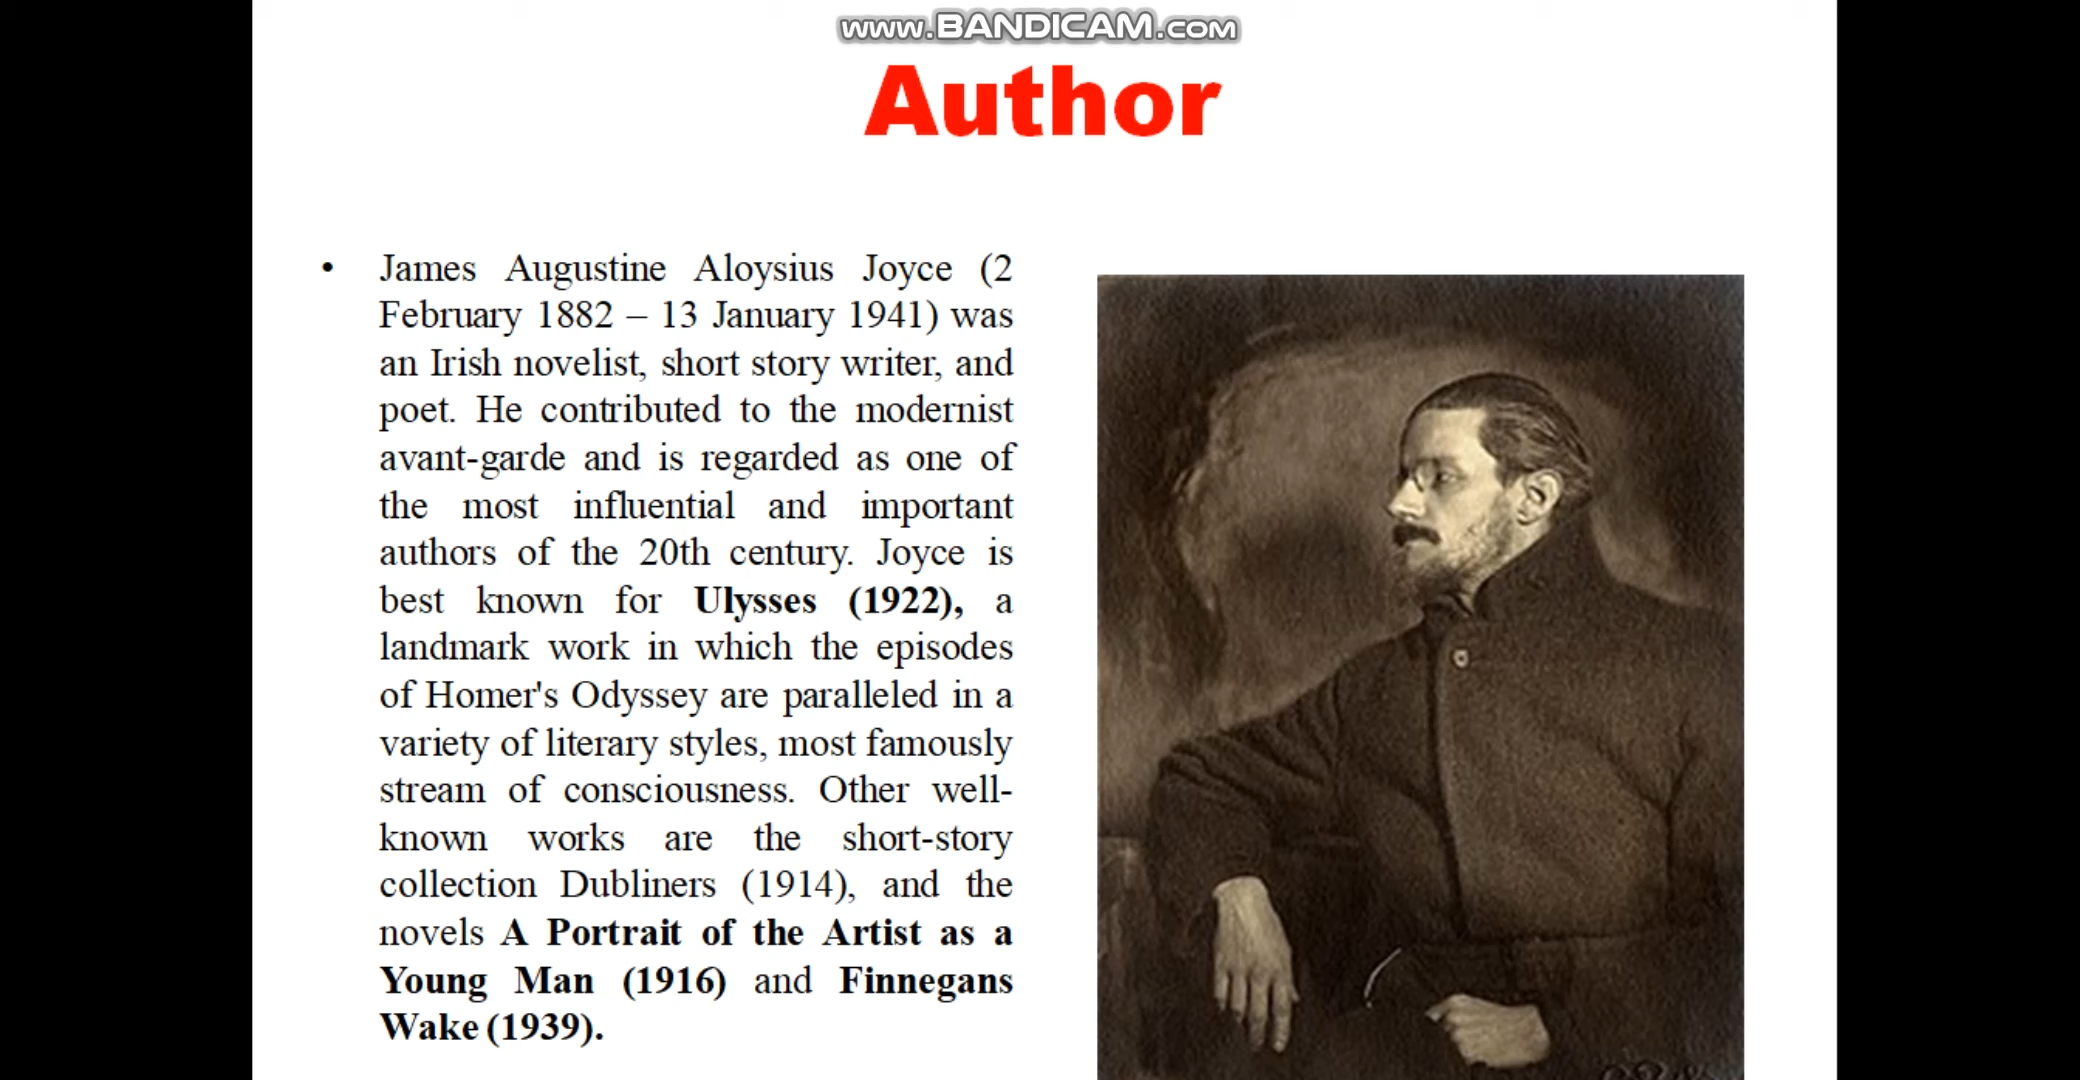 www.BANDICAM.com
Author
• James Augustine Aloysius Joyce (2
February 1882 – 13 January 1941) was
an Irish novelist, short story writer, and
poet. He contributed to the modernist
avant-garde and is regarded as one of
the most influential and important
authors of the 20th century. Joyce is
best known for Ulysses (1922), a
landmark work in which the episodes
of Homer's Odyssey are paralleled in a
variety of literary styles, most famously
stream of consciousness. Other well-
known works are the short-story
collection Dubliners (1914), and the
novels A Portrait of the Artist as a
Young Man (1916) and Finnegans
Wake (1939).